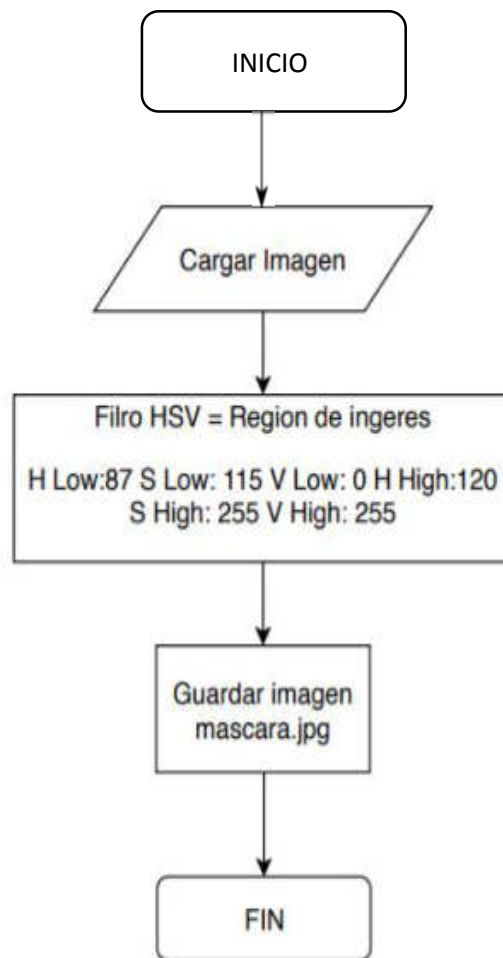 INICIO
Cargar Imagen
Filro HSV = Region de ingeres
H Low:87 S Low: 115 V Low: 0 H High:120
S High: 255 V High: 255
Guardar imagen
mascara.jpg
FIN